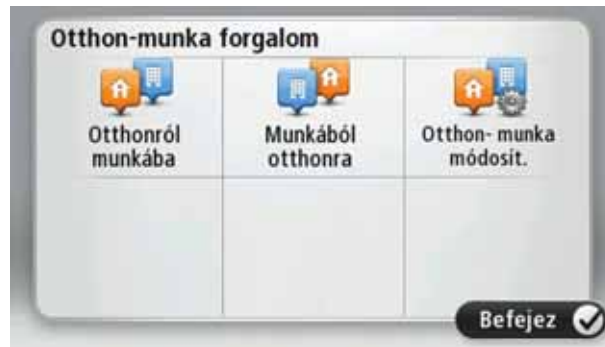 Otthon-munka forgalom
Otthonról
munkába
Munkából
otthonra
Otthon- munka
módosít.
Befejez